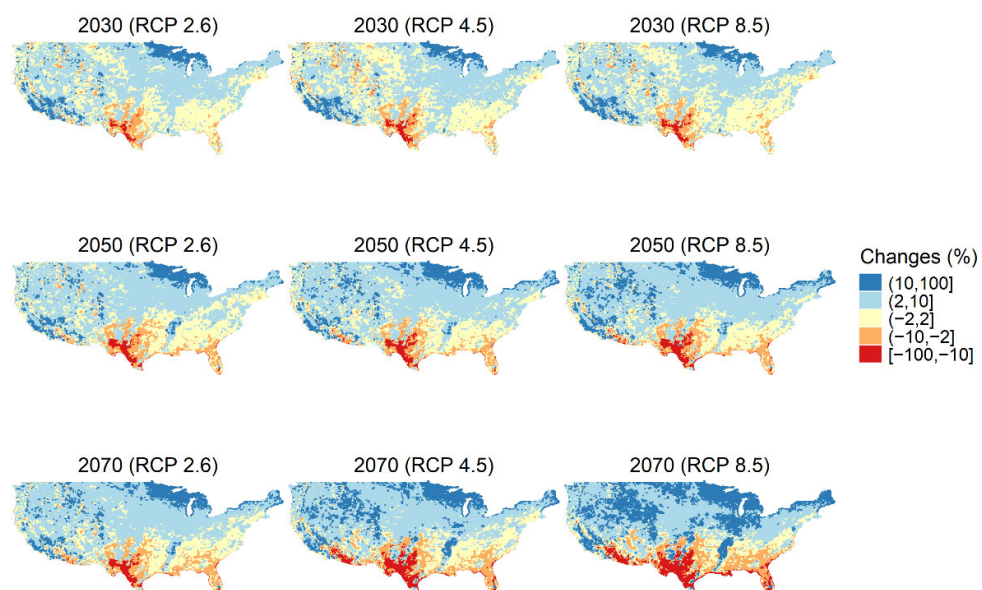 2030 (RCP 2.6)
2030 (RCP 4.5)
2030 (RCP 8.5)
2050 (RCP 2.6)
2050 (RCP 4.5)
2050 (RCP 8.5)
Changes (%)
(10,100]
(2,10]
(−2,2]
(−10,−2]
[−100,−10]
2070 (RCP 2.6)
2070 (RCP 4.5)
2070 (RCP 8.5)